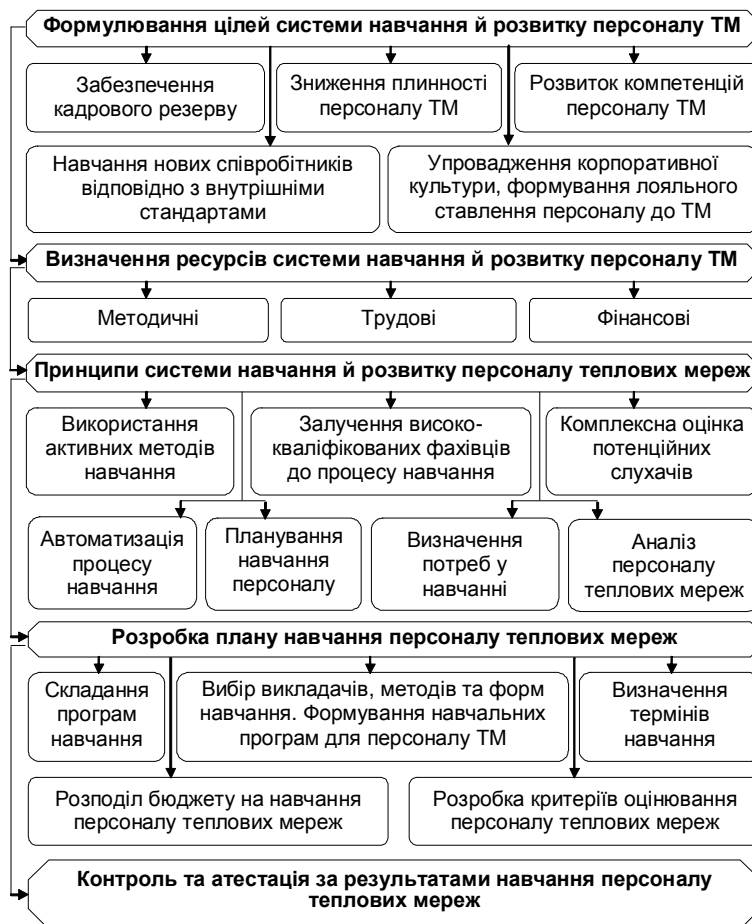 Формулювання цілей системи навчання й розвитку персоналу ТМ
Забезпечення
кадрового резерву
Зниження плинності
персоналу ТМ
Розвиток компетенцій
персоналу ТМ
Навчання нових співробітників
відповідно з внутрішніми
стандартами
Упровадження корпоративної
культури, формування лояльного
ставлення персоналу до ТМ
Визначення ресурсів системи навчання й розвитку персоналу ТМ
Методичні
Трудові
Фінансові
Принципи системи навчання й розвитку персоналу теплових мереж
Використання
активних методів
навчання
Залучення високо-
кваліфікованих фахівців
до процесу навчання
Комплексна оцінка
потенційних
слухачів
Автоматизація
процесу
навчання
Планування
навчання
персоналу
Визначення
потреб у
навчанні
Аналіз
персоналу
теплових мереж
Розробка плану навчання персоналу теплових мереж
Складання
програм
навчання
Вибір викладачів, методів та форм
навчання. Формування навчальних
програм для персоналу ТМ
Визначення
термінів
навчання
Розподіл бюджету на навчання
персоналу теплових мереж
Розробка критеріїв оцінювання
персоналу теплових мереж
Контроль та атестація за результатами навчання персоналу
теплових мереж